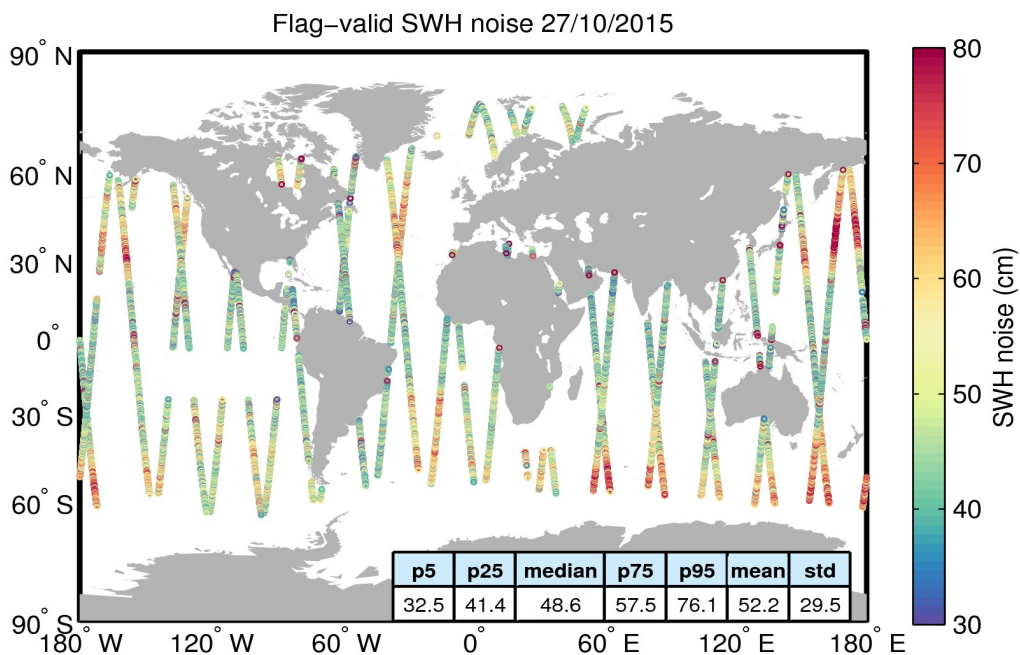 Flag−valid SWH noise 27/10/2015
90° N
60° N
30° N
0°
30° S
60° S
90° S
180° W
120° W
60° W
0°
60° E
120° E
180° E
p5 p25 median p75 p95 mean std
32.5 41.4 48.6 57.5 76.1 52.2 29.5
80
70
60
50
40
30
SWH noise (cm)